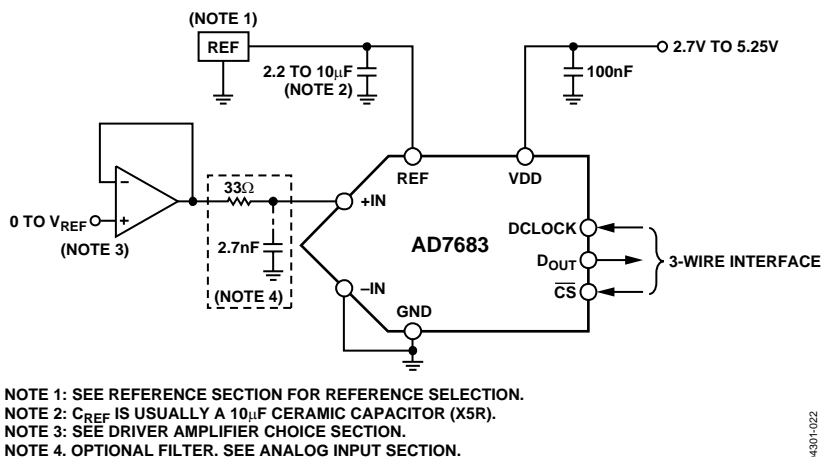 (NOTE 1)
REF
2.2 TO 10μF
(NOTE 2)
100nF
2.7V TO 5.25V
REF
VDD
33Ω
+IN
−
+
0 TO VREF
(NOTE 3)
2.7nF
(NOTE 4)
AD7683
DCLOCK
DOUT
CS
3-WIRE INTERFACE
−IN
GND
NOTE 1: SEE REFERENCE SECTION FOR REFERENCE SELECTION.
NOTE 2: CREF IS USUALLY A 10μF CERAMIC CAPACITOR (X5R).
NOTE 3: SEE DRIVER AMPLIFIER CHOICE SECTION.
NOTE 4. OPTIONAL FILTER. SEE ANALOG INPUT SECTION.
04301-022